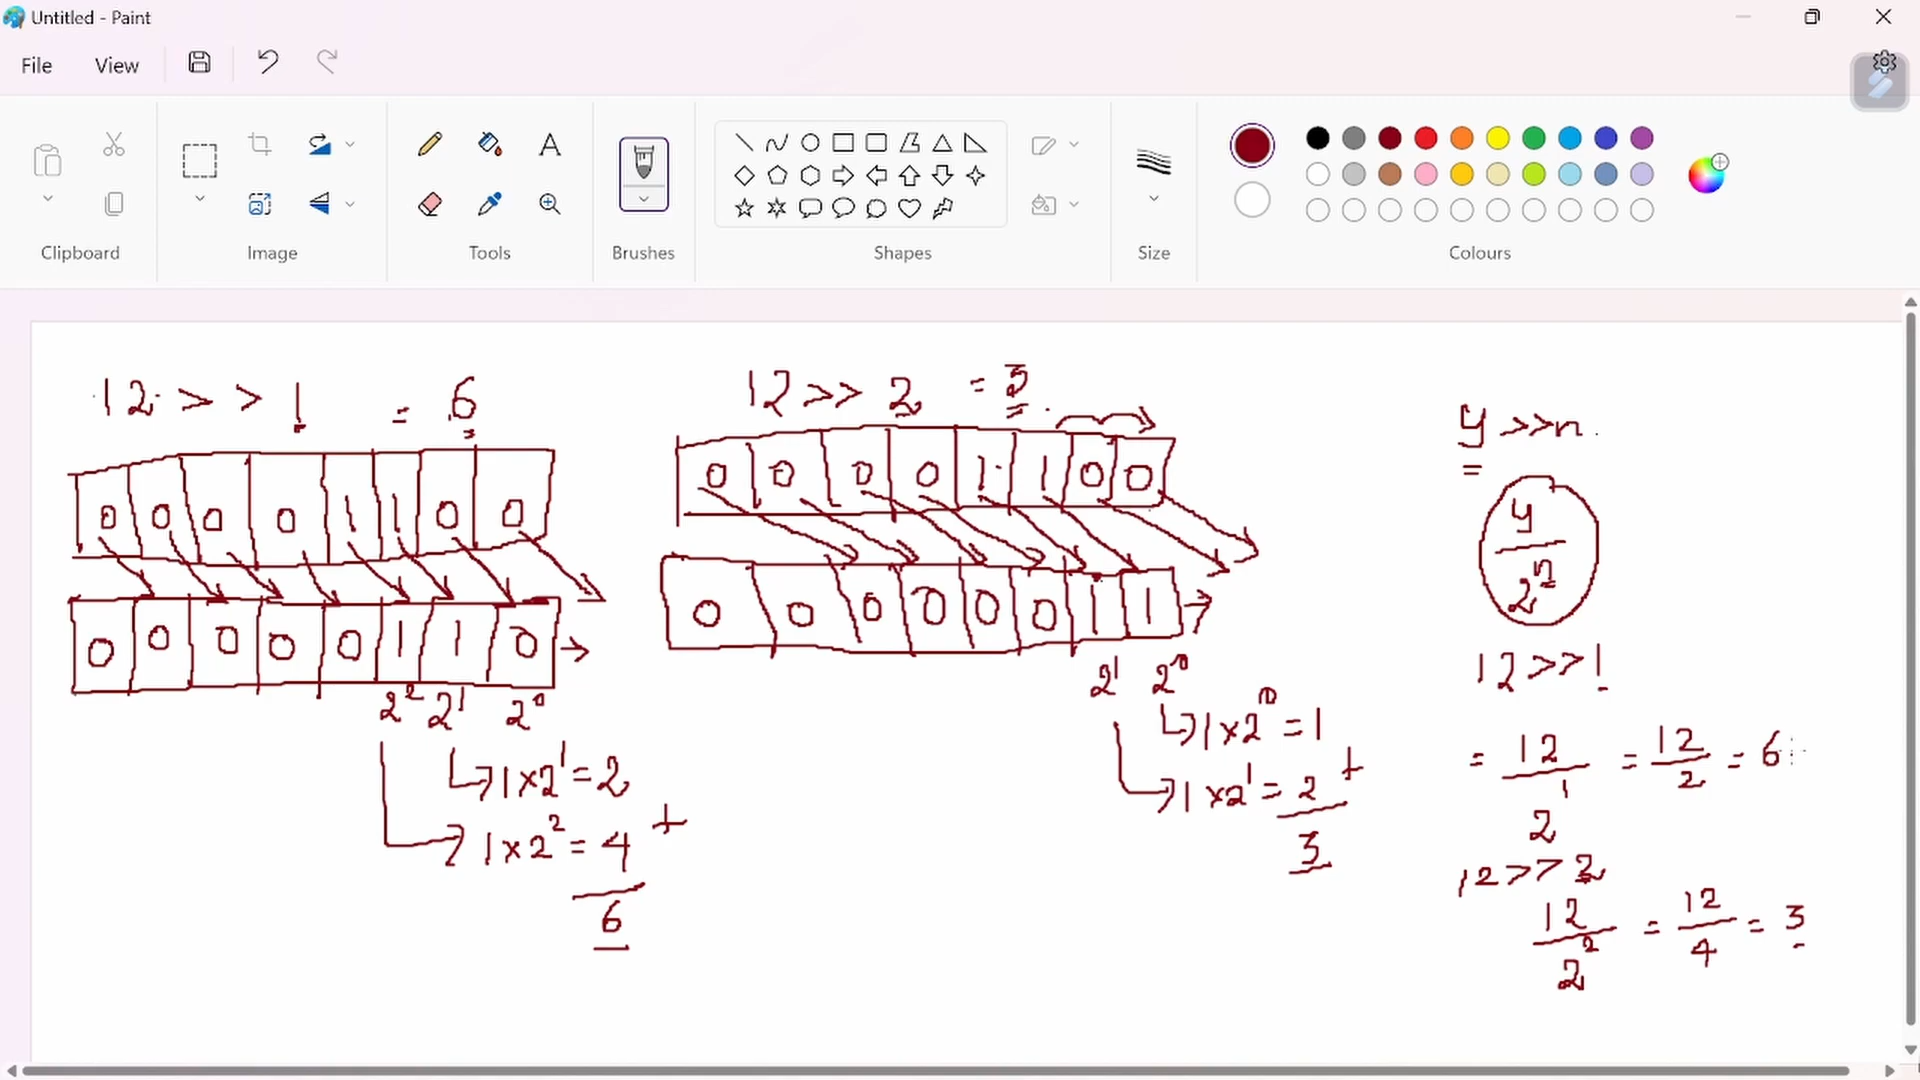 Untitled - Paint
File View
Clipboard Image Tools Brushes Shapes Size Colours
12 >> 1 = 6
0 0 0 0 1 1 0 0
0 0 0 0 0 1 1 0 →
2² 2¹ 2⁰
↳ 1×2¹ = 2
↳ 1×2² = 4 +
6
12 >> 2 = 3
0 0 0 0 1 1 0 0
0 0 0 0 0 0 1 1 →
2¹ 2⁰
↳ 1×2⁰ = 1
↳ 1×2¹ = 2 +
3
y >> n
=
y
2ⁿ
12 >> 1
= 12/2¹ = 12/2 = 6
12 >> 2
12/2² = 12/4 = 3